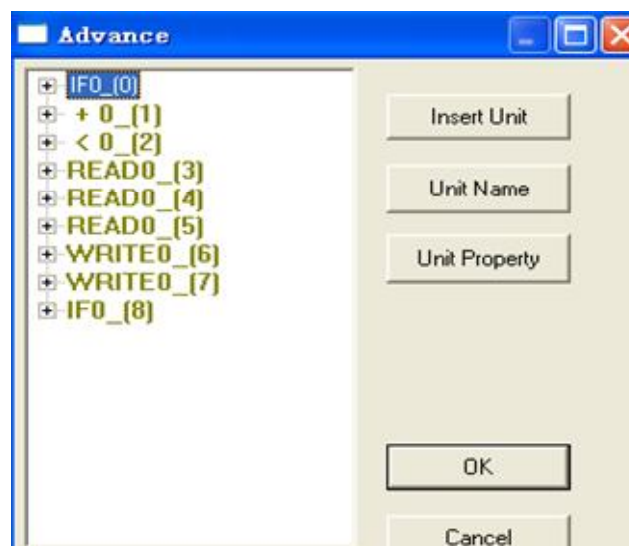 Advance
IF0_(0)
+ 0_(1)
< 0_(2)
READ0_(3)
READ0_(4)
READ0_(5)
WRITE0_(6)
WRITE0_(7)
IF0_(8)
Insert Unit
Unit Name
Unit Property
OK
Cancel